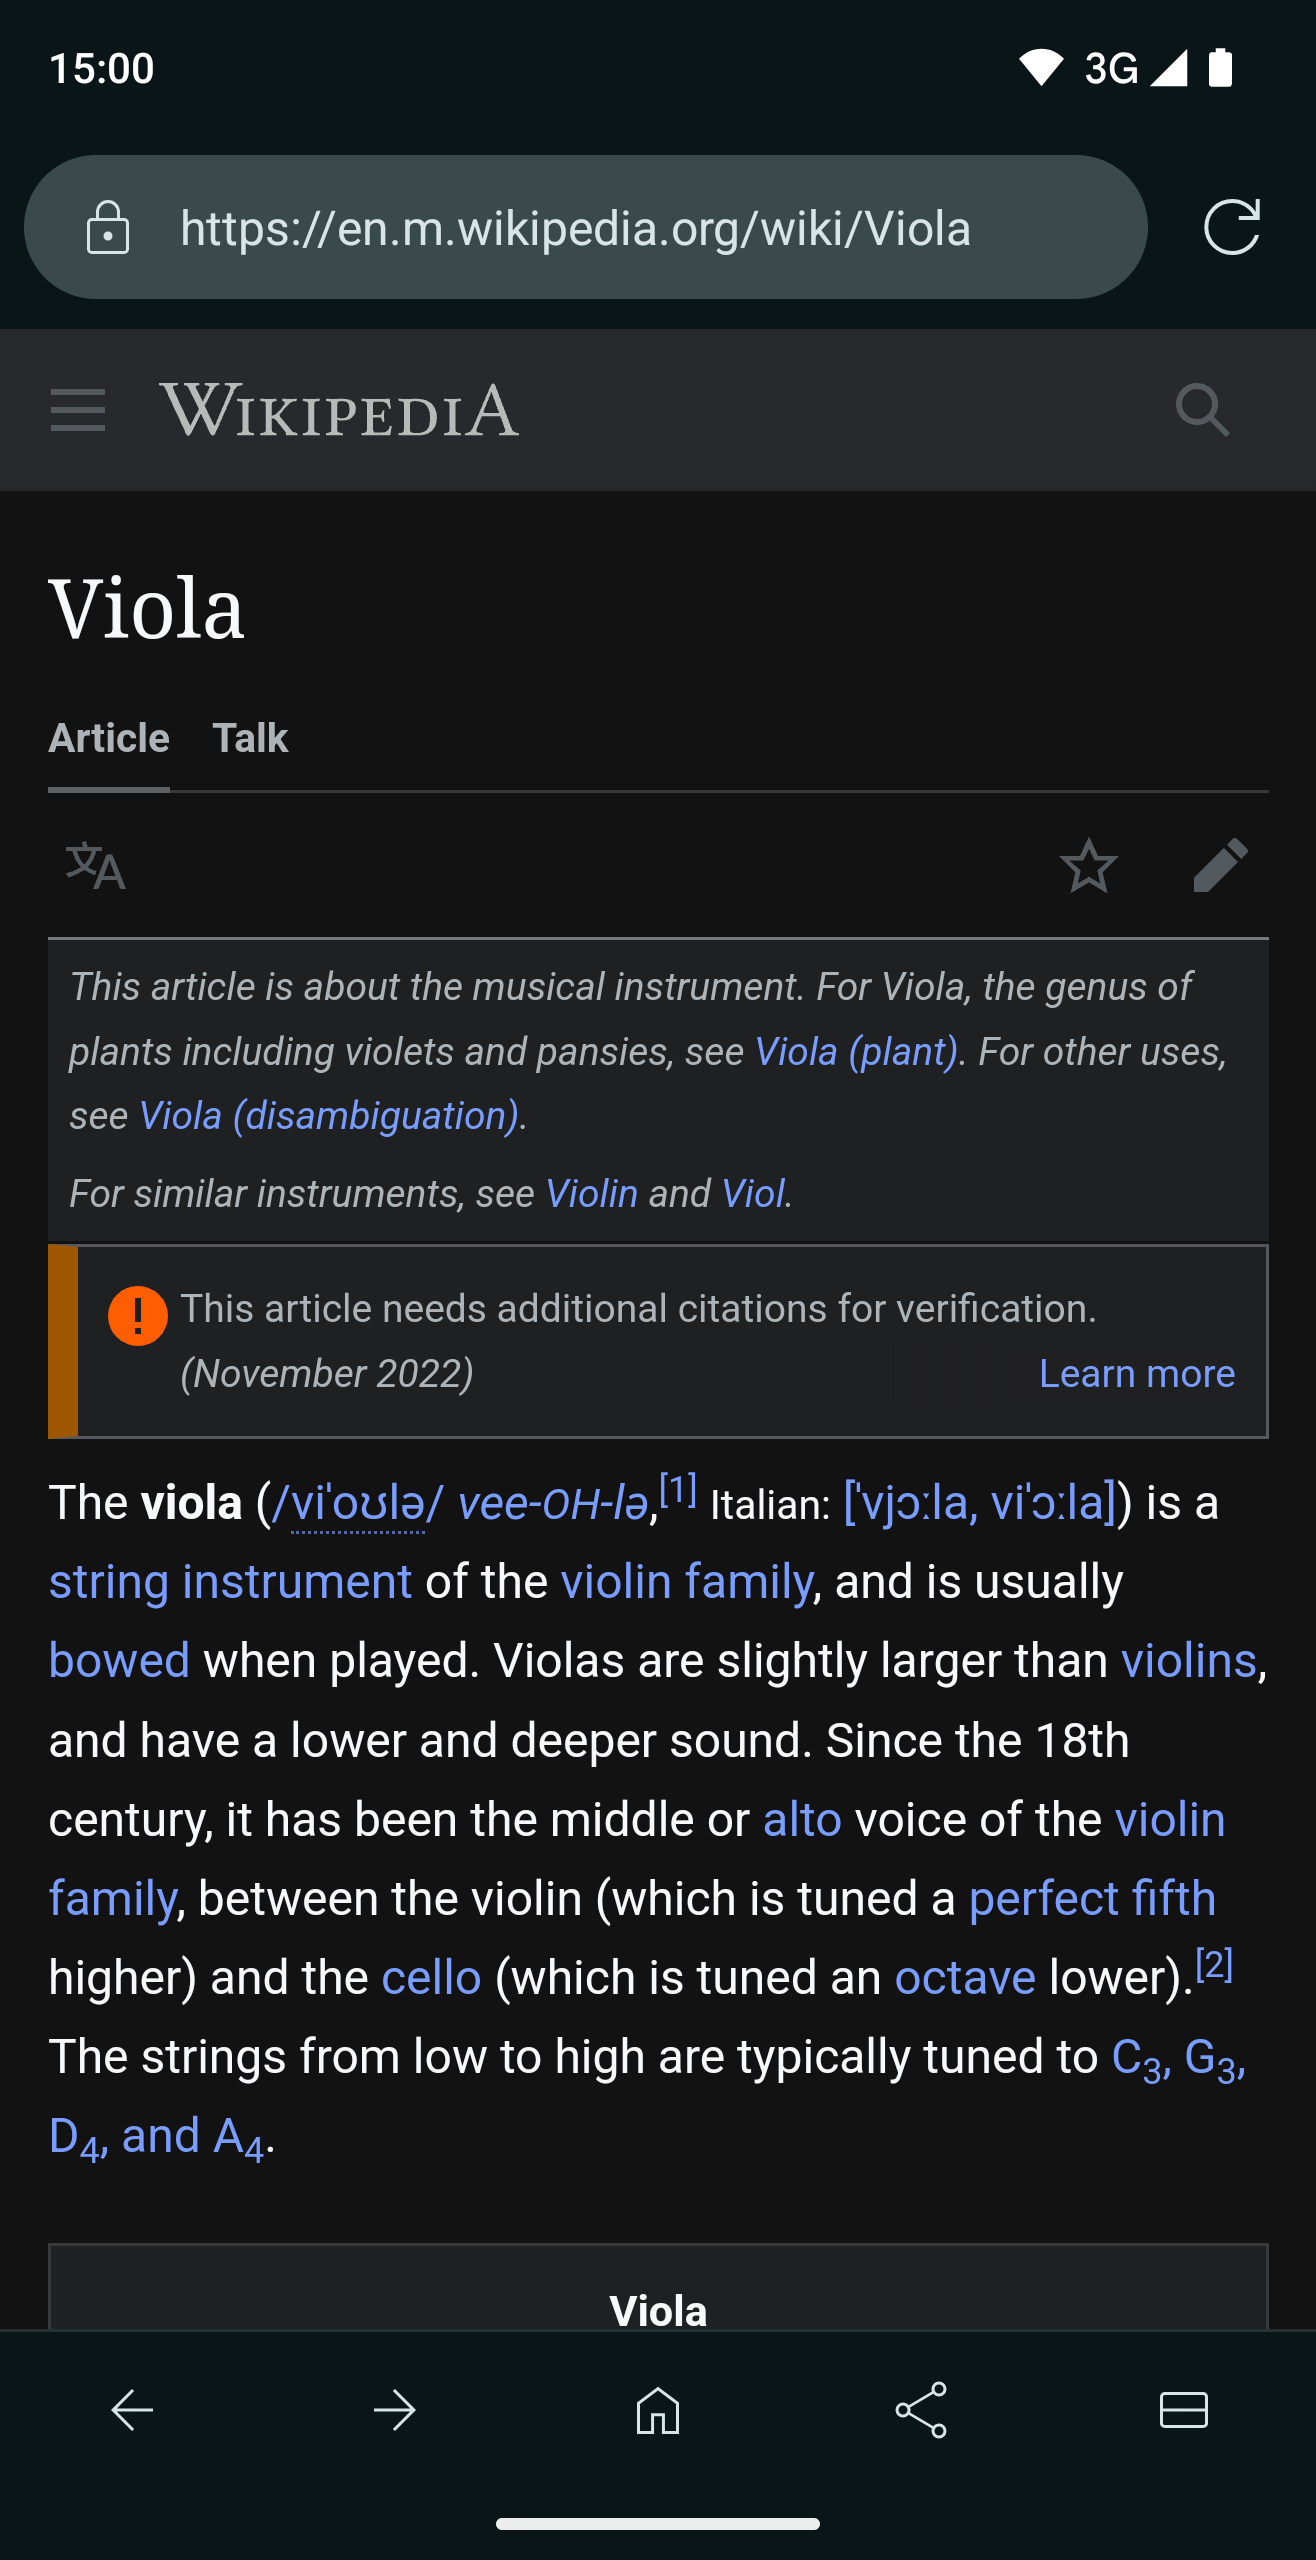 15:00
3G
https://en.m.wikipedia.org/wiki/Viola
WIKIPEDIA
Viola
Article Talk
文A
This article is about the musical instrument. For Viola, the genus of
plants including violets and pansies, see Viola (plant). For other uses,
see Viola (disambiguation).
For similar instruments, see Violin and Viol.
This article needs additional citations for verification.
(November 2022) Learn more
The viola (/viˈoʊlə/ vee-OH-lə,[1] Italian: [ˈvjɔːla, viˈɔːla]) is a
string instrument of the violin family, and is usually
bowed when played. Violas are slightly larger than violins,
and have a lower and deeper sound. Since the 18th
century, it has been the middle or alto voice of the violin
family, between the violin (which is tuned a perfect fifth
higher) and the cello (which is tuned an octave lower).[2]
The strings from low to high are typically tuned to C3, G3,
D4, and A4.
Viola